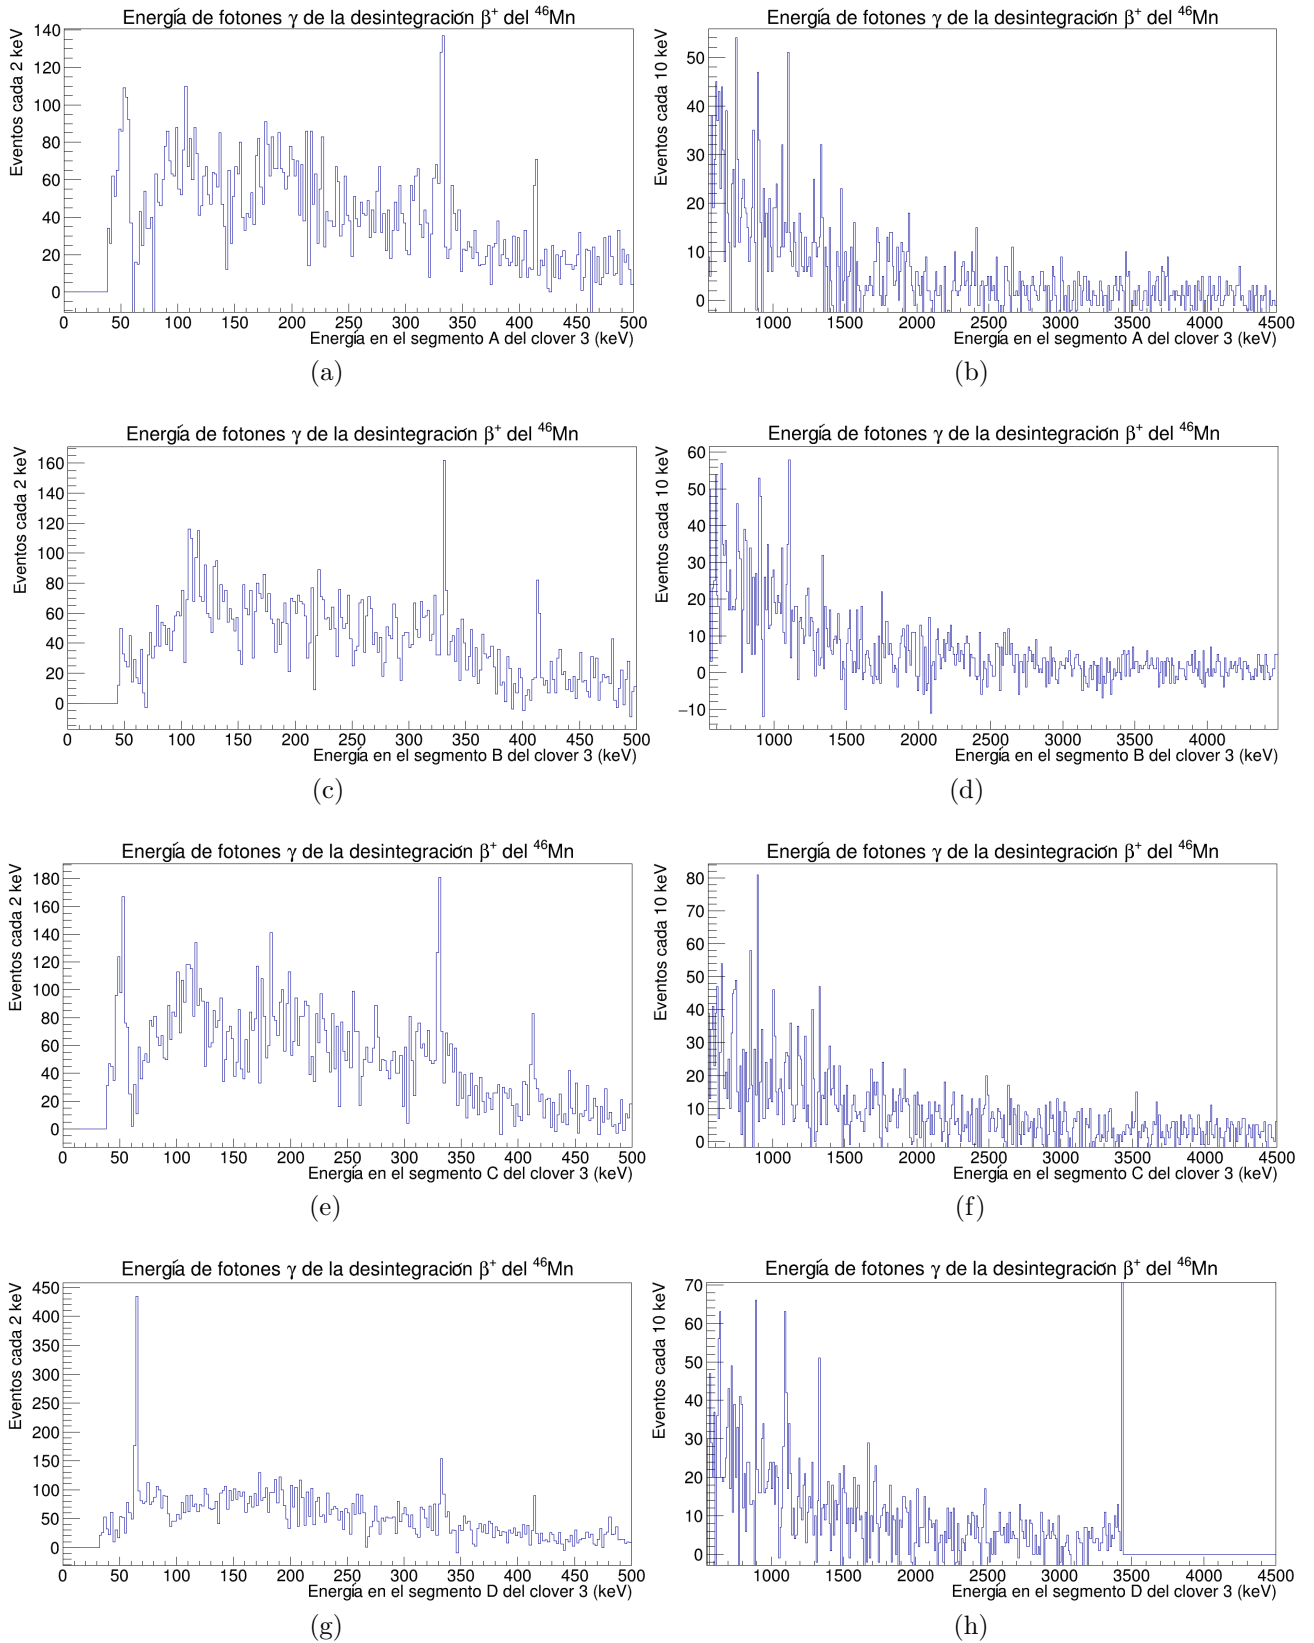 Energía de fotones γ de la desintegración β⁺ del ⁴⁶Mn
Eventos cada 2 keV
140
120
100
80
60
40
20
0
0 50 100 150 200 250 300 350 400 450 500
Energía en el segmento A del clover 3 (keV)
(a)
Energía de fotones γ de la desintegración β⁺ del ⁴⁶Mn
Eventos cada 10 keV
50
40
30
20
10
0
1000 1500 2000 2500 3000 3500 4000 4500
Energía en el segmento A del clover 3 (keV)
(b)
Energía de fotones γ de la desintegración β⁺ del ⁴⁶Mn
Eventos cada 2 keV
160
140
120
100
80
60
40
20
0
0 50 100 150 200 250 300 350 400 450 500
Energía en el segmento B del clover 3 (keV)
(c)
Energía de fotones γ de la desintegración β⁺ del ⁴⁶Mn
Eventos cada 10 keV
60
50
40
30
20
10
0
−10
1000 1500 2000 2500 3000 3500 4000
Energía en el segmento B del clover 3 (keV)
(d)
Energía de fotones γ de la desintegración β⁺ del ⁴⁶Mn
Eventos cada 2 keV
180
160
140
120
100
80
60
40
20
0
0 50 100 150 200 250 300 350 400 450 500
Energía en el segmento C del clover 3 (keV)
(e)
Energía de fotones γ de la desintegración β⁺ del ⁴⁶Mn
Eventos cada 10 keV
80
70
60
50
40
30
20
10
0
1000 1500 2000 2500 3000 3500 4000 4500
Energía en el segmento C del clover 3 (keV)
(f)
Energía de fotones γ de la desintegración β⁺ del ⁴⁶Mn
Eventos cada 2 keV
450
400
350
300
250
200
150
100
50
0
0 50 100 150 200 250 300 350 400 450 500
Energía en el segmento D del clover 3 (keV)
(g)
Energía de fotones γ de la desintegración β⁺ del ⁴⁶Mn
Eventos cada 10 keV
70
60
50
40
30
20
10
0
1000 1500 2000 2500 3000 3500 4000 4500
Energía en el segmento D del clover 3 (keV)
(h)